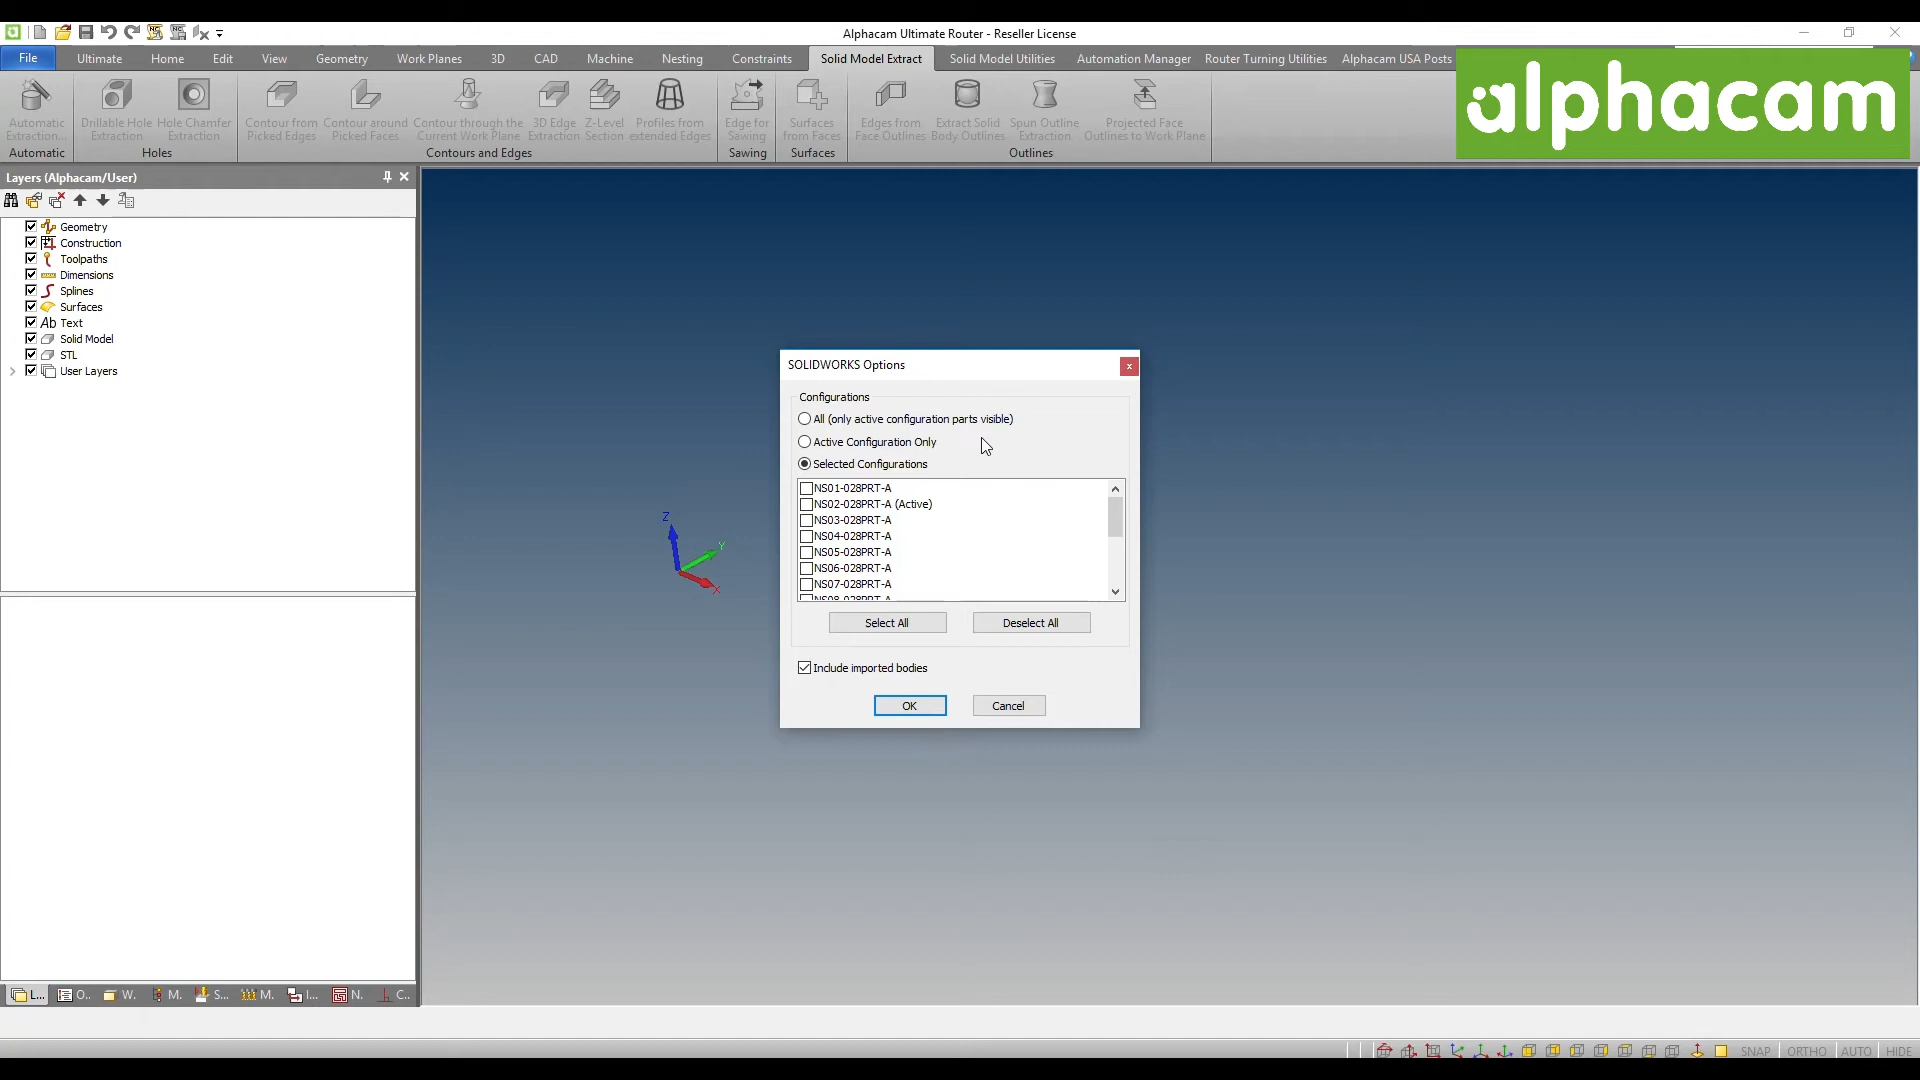 Alphacam Ultimate Router - Reseller License
File Ultimate Home Edit View Geometry Work Planes 3D CAD Machine Nesting Constraints Solid Model Extract Solid Model Utilities Automation Manager Router Turning Utilities Alphacam USA Posts
alphacam
Automatic Extraction...
Drillable Hole Extraction
Hole Chamfer Extraction
Contour from Picked Edges
Contour around Picked Faces
Contour through the Current Work Plane
3D Edge Extraction
Z-Level Section
Profiles from extended Edges
Edge for Sawing
Surfaces from Faces
Edges from Face Outlines
Extract Solid Body Outlines
Spun Outline Extraction
Projected Face Outlines to Work Plane
Automatic Holes Contours and Edges Sawing Surfaces Outlines
Layers (Alphacam/User)
Geometry
Construction
Toolpaths
Dimensions
Splines
Surfaces
Ab Text
Solid Model
STL
User Layers
SOLIDWORKS Options
Configurations
All (only active configuration parts visible)
Active Configuration Only
Selected Configurations
NS01-028PRT-A
NS02-028PRT-A (Active)
NS03-028PRT-A
NS04-028PRT-A
NS05-028PRT-A
NS06-028PRT-A
NS07-028PRT-A
NS08-028PRT-A
Select All Deselect All
Include imported bodies
OK Cancel
Z
Y
X
L... O.. W. M. S... M. I... N. C..
SNAP ORTHO AUTO HIDE